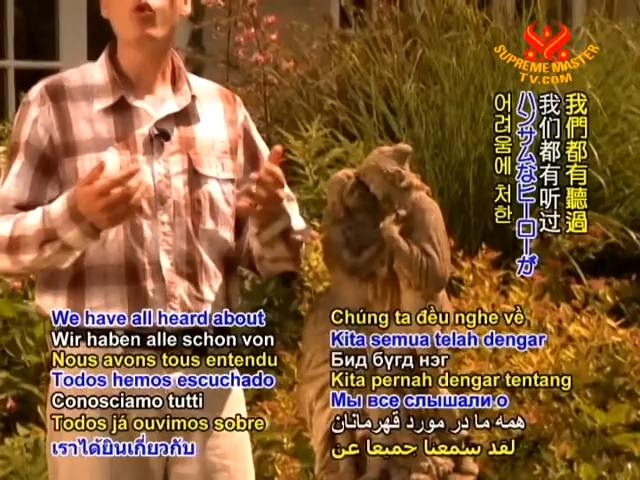 SUPREME MASTER
TV.COM
我們都有聽過
我们都有听过
ハンサムなヒーローが
어려움에 처한
We have all heard about
Wir haben alle schon von
Nous avons tous entendu
Todos hemos escuchado
Conosciamo tutti
Todos já ouvimos sobre
เราได้ยินเกี่ยวกับ
Chúng ta đều nghe về
Kita semua telah dengar
Бид бүгд нэг
Kita pernah dengar tentang
Мы все слышали о
همه ما در مورد قهرمانان
لقد سمعنا جميعا عن